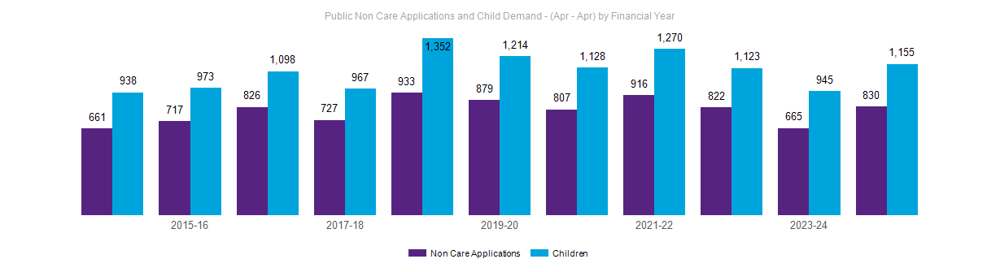 Public Non Care Applications and Child Demand - (Apr - Apr) by Financial Year
661 938 717 973 826 1,098 727 967 933 1,352 879 1,214 807 1,128 916 1,270 822 1,123 665 945 830 1,155
2015-16 2017-18 2019-20 2021-22 2023-24
Non Care Applications Children